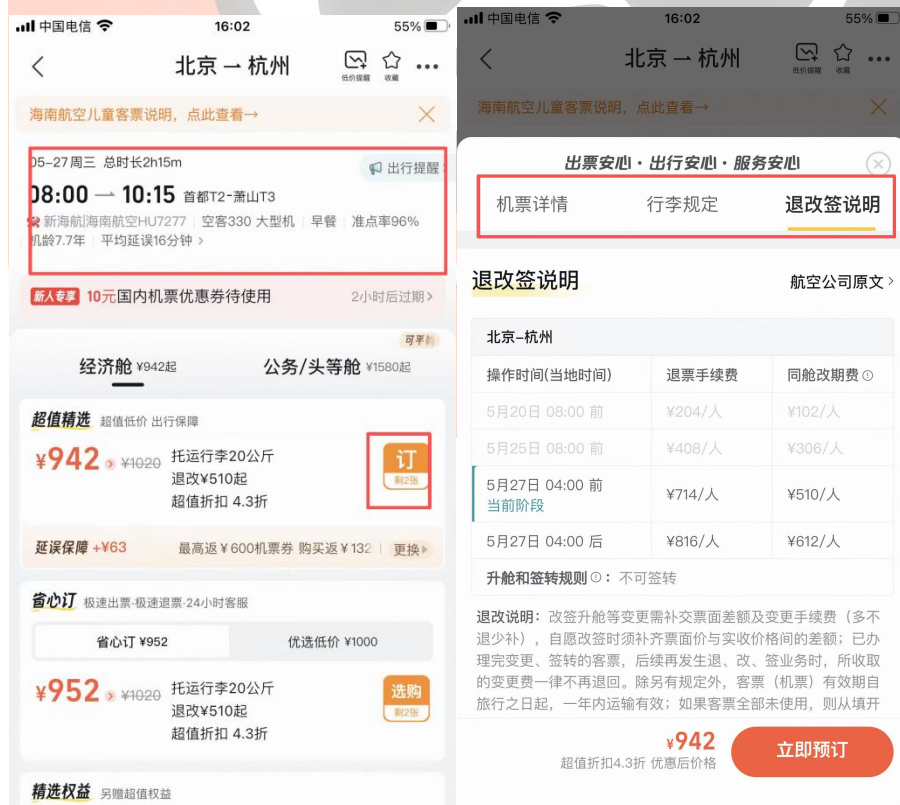 中国电信
16:02
55%
北京 — 杭州
低价提醒
收藏
海南航空儿童客票说明，点此查看→
05-27 周三 总时长2h15m
出行提醒
08:00 — 10:15 首都T2-萧山T3
新海航|海南航空HU7277 | 空客330 大型机 | 早餐 | 准点率96%
机龄7.7年 | 平均延误16分钟 >
新人专享 10元国内机票优惠券待使用 2小时后过期>
经济舱 ¥942起
公务/头等舱 ¥1580起
超值精选 超值低价 出行保障
¥942 ¥1020
托运行李20公斤
退改¥510起
超值折扣 4.3折
订
剩2张
延误保障 +¥63 最高返¥600机票券 购买返¥132 | 更换
省心订 极速出票·极速退票·24小时客服
省心订 ¥952
优选低价 ¥1000
¥952 ¥1020
托运行李20公斤
退改¥510起
超值折扣 4.3折
选购
剩2张
精选权益 另赠超值权益
中国电信
16:02
55%
北京 — 杭州
低价提醒
收藏
海南航空儿童客票说明，点此查看→
出票安心·出行安心·服务安心
机票详情 行李规定 退改签说明
退改签说明
航空公司原文 >
北京-杭州
操作时间(当地时间) 退票手续费 同舱改期费
5月20日 08:00 前 ¥204/人 ¥102/人
5月25日 08:00 前 ¥408/人 ¥306/人
5月27日 04:00 前
当前阶段
¥714/人 ¥510/人
5月27日 04:00 后 ¥816/人 ¥612/人
升舱和签转规则：不可签转
退改说明：改签升舱等变更需补交票面差额及变更手续费（多不
退少补），自愿改签时须补齐票面价与实收价格间的差额；已办
理完变更、签转的客票，后续再发生退、改、签业务时，所收取
的变更费一律不再退回。除另有规定外，客票（机票）有效期自
旅行之日起，一年内运输有效；如果客票全部未使用，则从填开
¥942
超值折扣4.3折 优惠后价格
立即预订